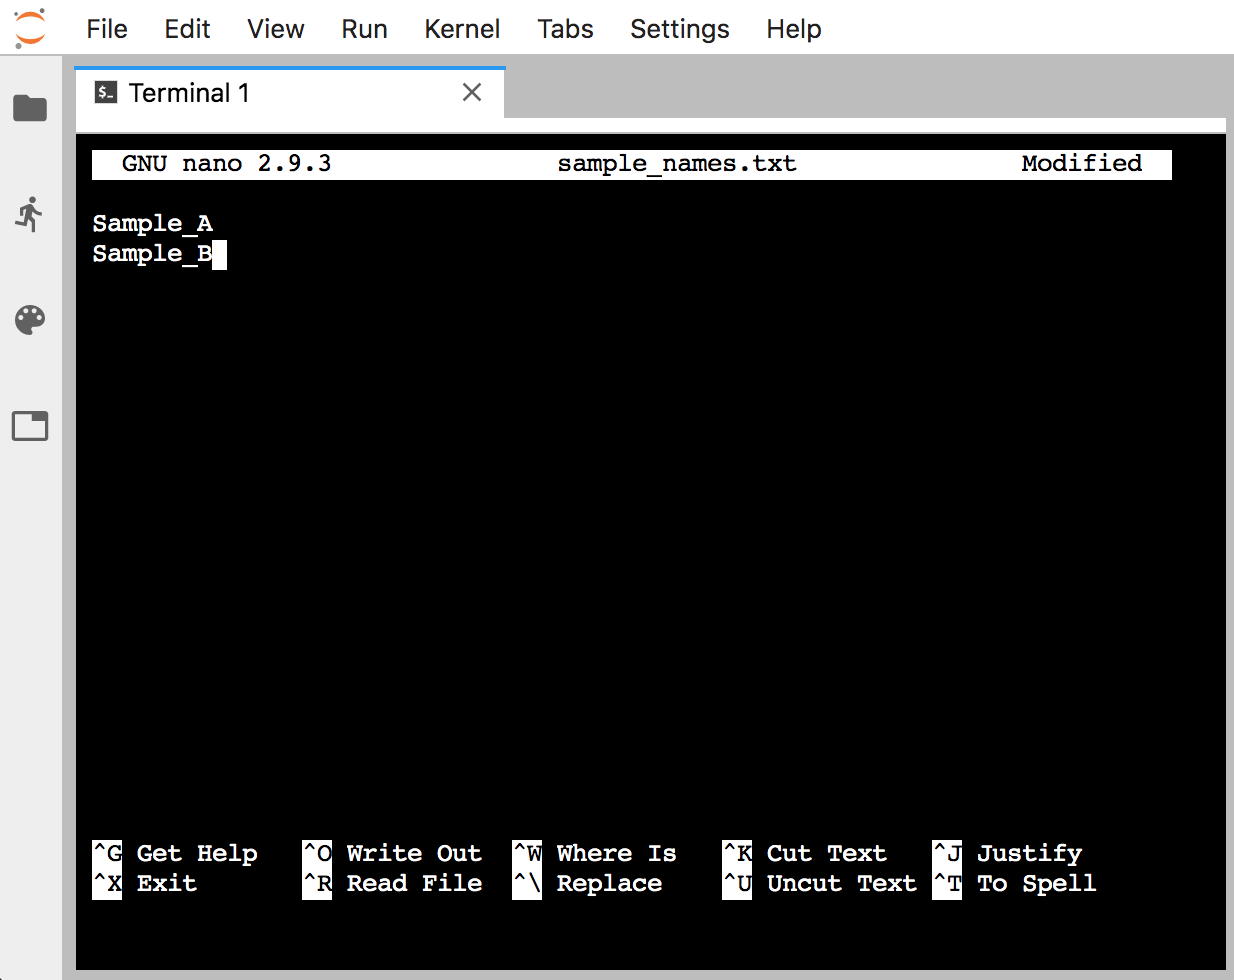 File Edit View Run Kernel Tabs Settings Help
$_ Terminal 1
GNU nano 2.9.3 sample_names.txt Modified
Sample_A
Sample_B
^G Get Help ^O Write Out ^W Where Is ^K Cut Text ^J Justify
^X Exit ^R Read File ^\ Replace ^U Uncut Text ^T To Spell